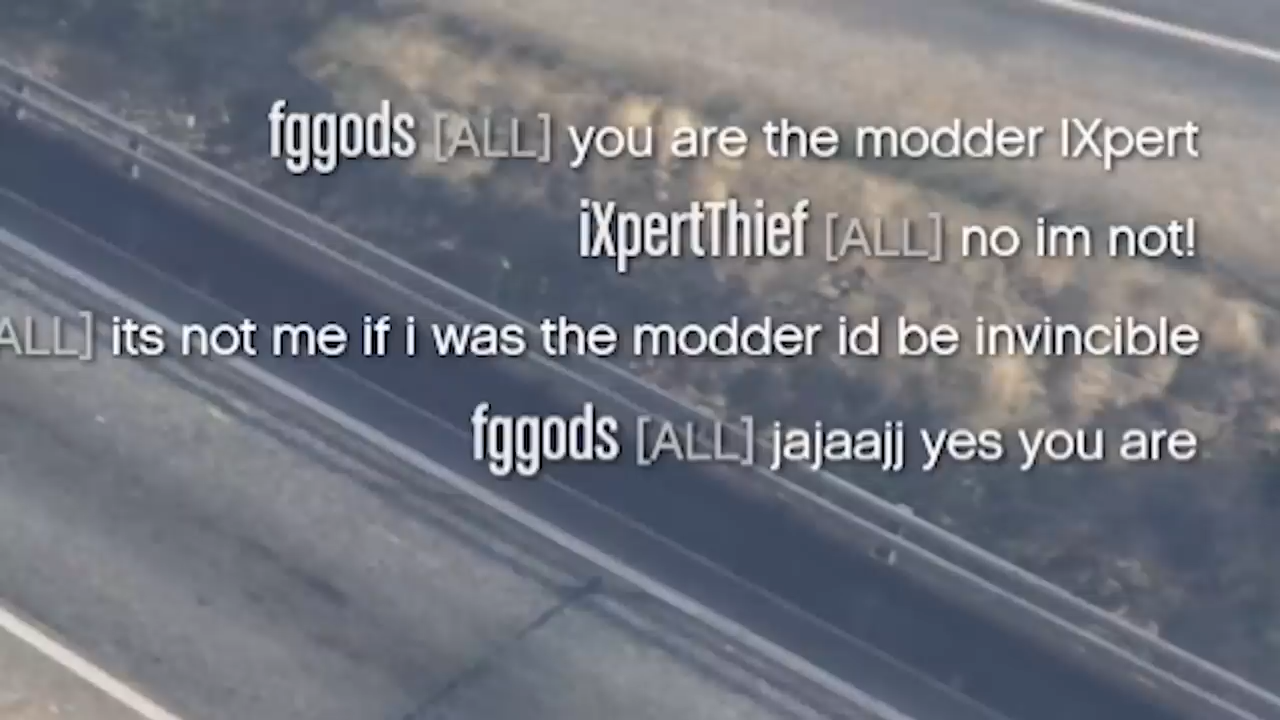 fggods [ALL] you are the modder IXpert
iXpertThief [ALL] no im not!
ALL] its not me if i was the modder id be invincible
fggods [ALL] jajaajj yes you are